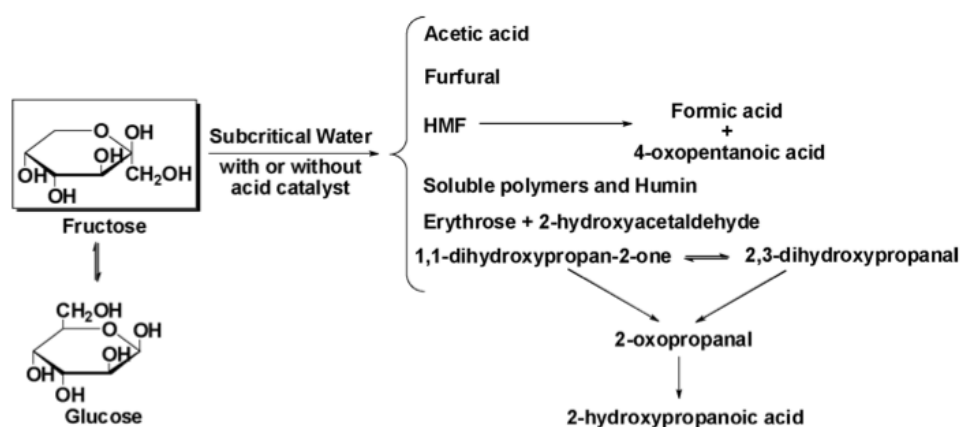 Acetic acid
Furfural
HMF
Formic acid
+
4-oxopentanoic acid
Soluble polymers and Humin
Erythrose + 2-hydroxyacetaldehyde
1,1-dihydroxypropan-2-one
2,3-dihydroxypropanal
2-oxopropanal
2-hydroxypropanoic acid
Subcritical Water
with or without
acid catalyst
O
OH
OH
OH
CH2OH
OH
Fructose
CH2OH
O
OH
OH
OH
OH
Glucose